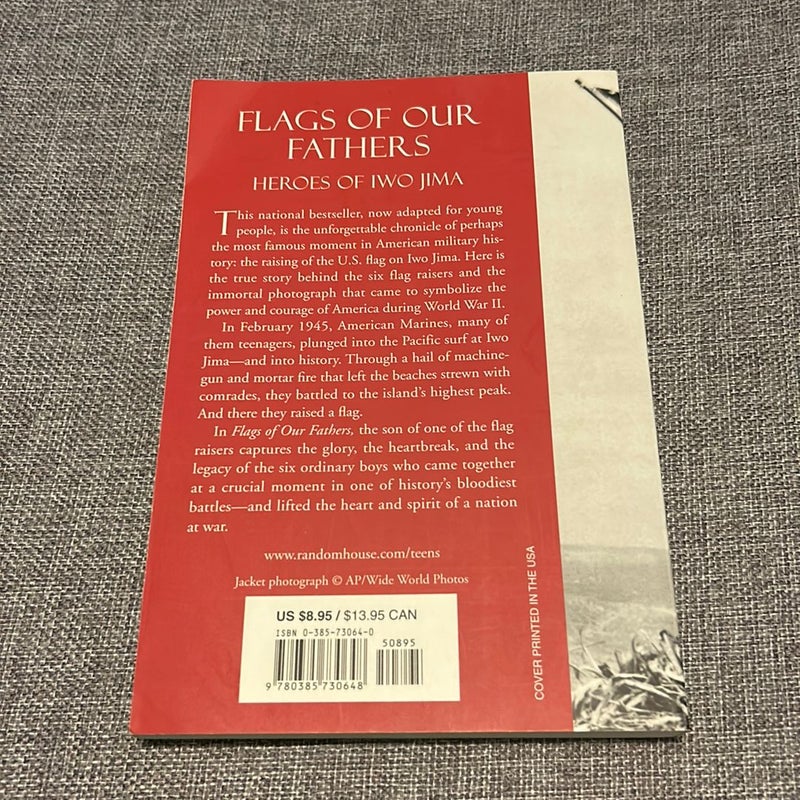 FLAGS OF OUR
FATHERS
HEROES OF IWO JIMA
This national bestseller, now adapted for young
people, is the unforgettable chronicle of perhaps
the most famous moment in American military his-
tory: the raising of the U.S. flag on Iwo Jima. Here is
the true story behind the six flag raisers and the
immortal photograph that came to symbolize the
power and courage of America during World War II.
In February 1945, American Marines, many of
them teenagers, plunged into the Pacific surf at Iwo
Jima—and into history. Through a hail of machine-
gun and mortar fire that left the beaches strewn with
comrades, they battled to the island's highest peak.
And there they raised a flag.
In Flags of Our Fathers, the son of one of the flag
raisers captures the glory, the heartbreak, and the
legacy of the six ordinary boys who came together
at a crucial moment in one of history's bloodiest
battles—and lifted the heart and spirit of a nation
at war.
www.randomhouse.com/teens
Jacket photograph © AP/Wide World Photos
US $8.95 / $13.95 CAN
ISBN 0-385-73064-0
50895
9 780385 730648
COVER PRINTED IN THE USA